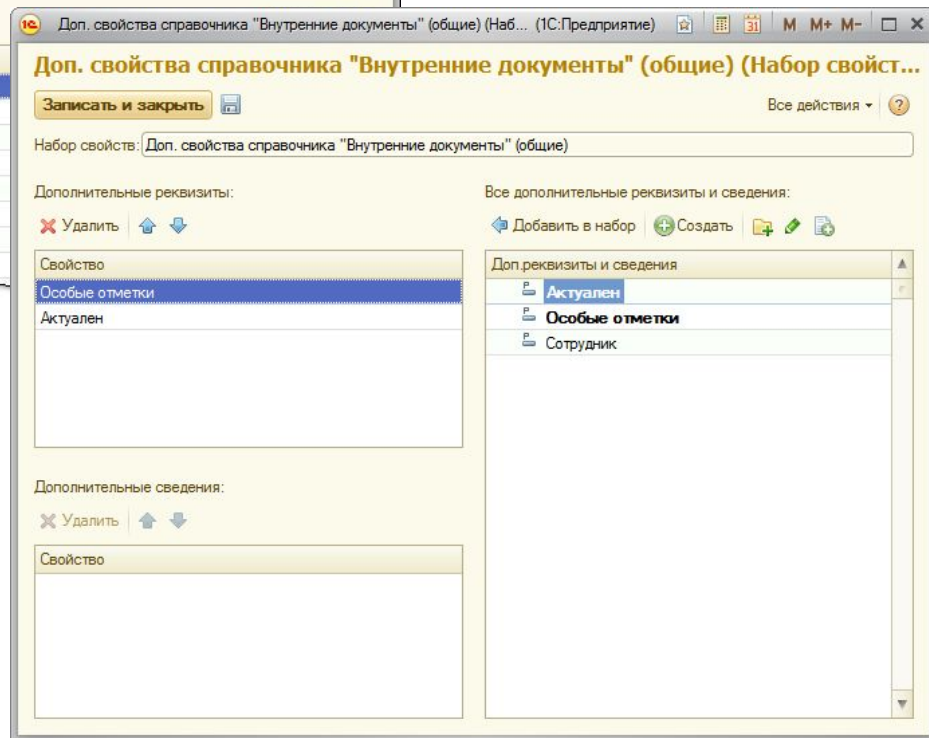 Доп. свойства справочника "Внутренние документы" (общие) (Наб... (1С:Предприятие) 31 M M+ M-
Доп. свойства справочника "Внутренние документы" (общие) (Набор свойст...
Записать и закрыть Все действия ?
Набор свойств: Доп. свойства справочника "Внутренние документы" (общие)
Дополнительные реквизиты:
Удалить
Свойство
Особые отметки
Актуален
Дополнительные сведения:
Удалить
Свойство
Все дополнительные реквизиты и сведения:
Добавить в набор Создать
Доп.реквизиты и сведения
Актуален
Особые отметки
Сотрудник